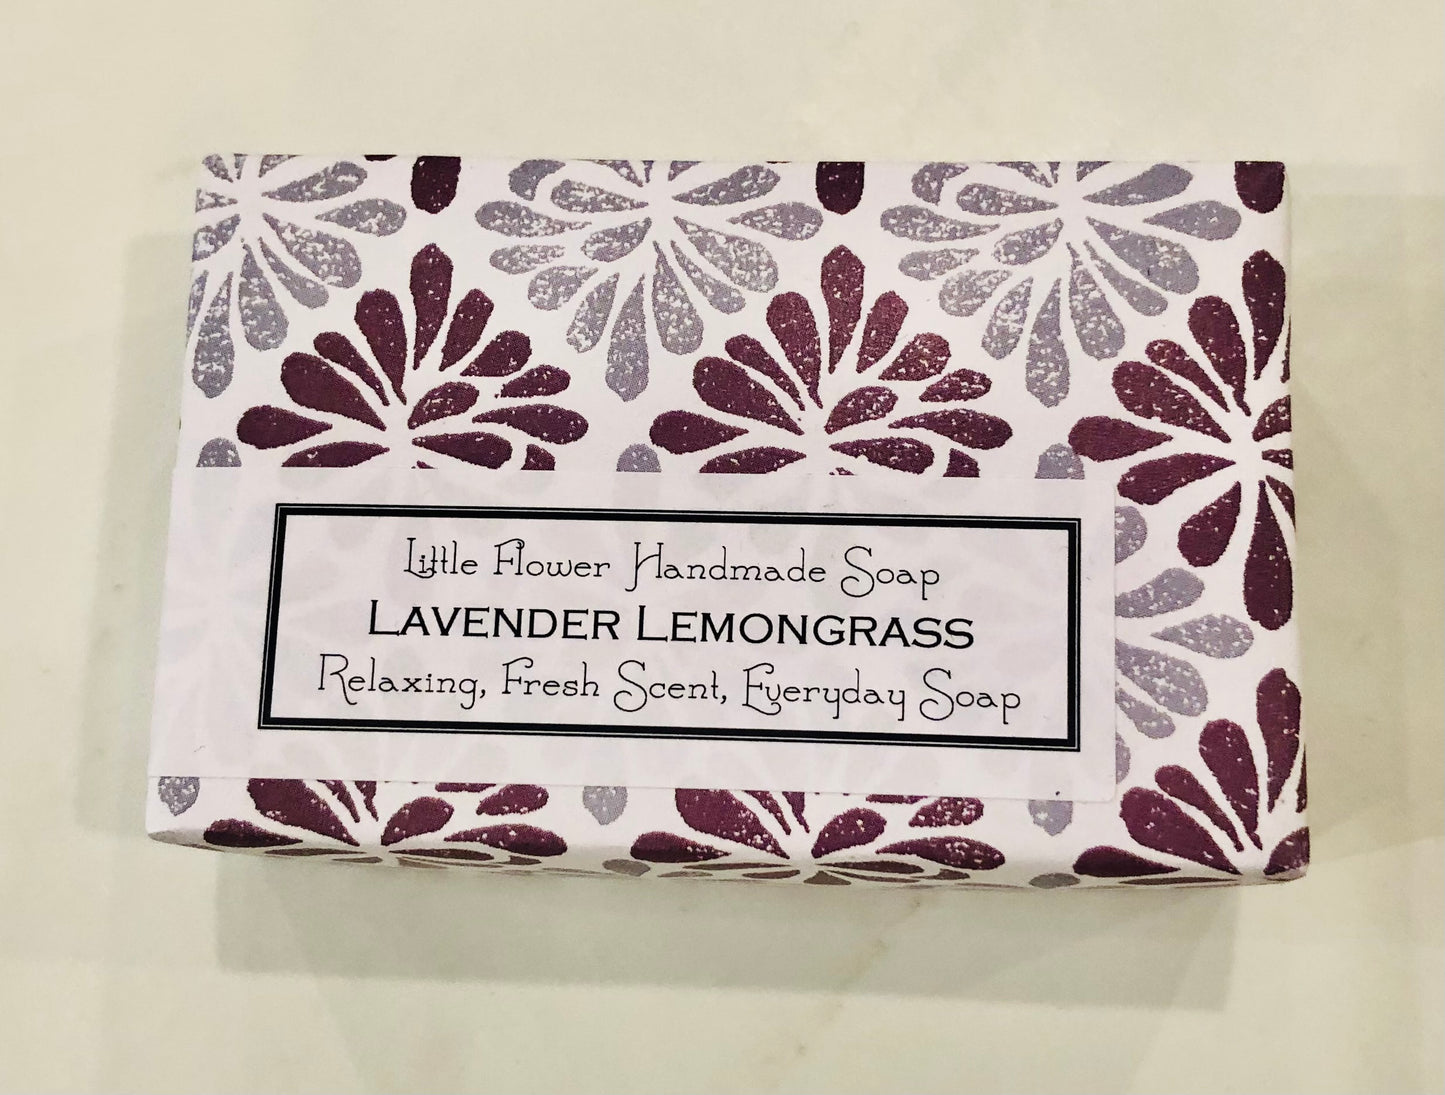 Little Flower Handmade Soap
LAVENDER LEMONGRASS
Relaxing, Fresh Scent, Everyday Soap